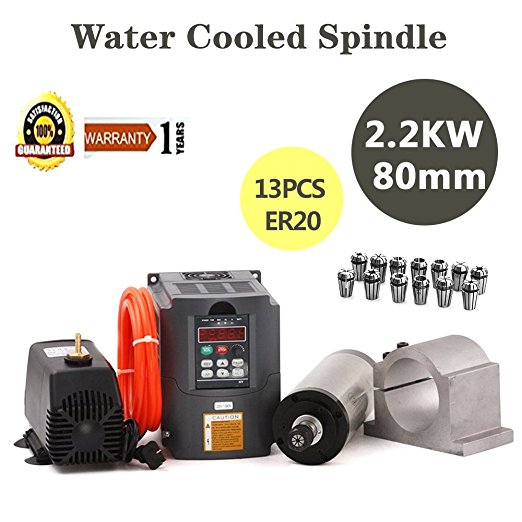 Water Cooled Spindle
SATISFACTION
100%
GUARANTEED
WARRANTY 1 YEARS
2.2KW
80mm
13PCS
ER20
CAUTION